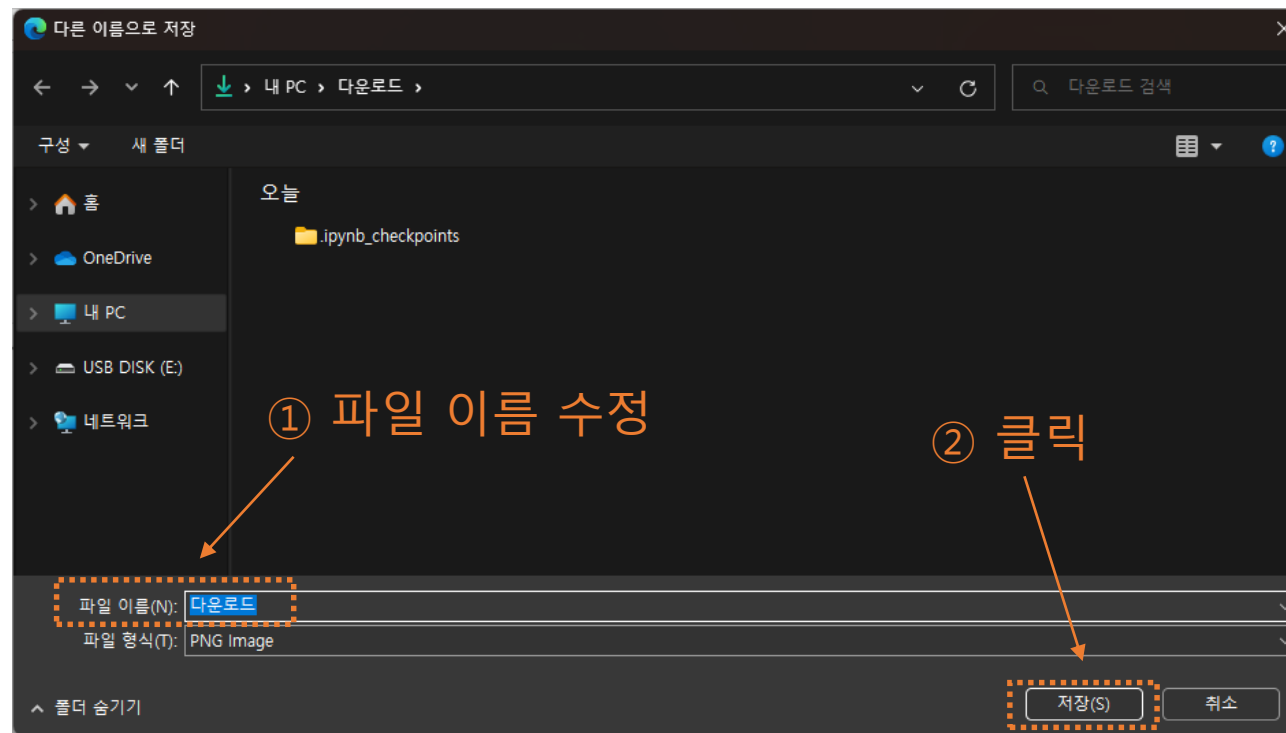 다른 이름으로 저장
내 PC › 다운로드 ›
다운로드 검색
구성
새 폴더
홈
OneDrive
내 PC
USB DISK (E:)
네트워크
오늘
.ipynb_checkpoints
① 파일 이름 수정
② 클릭
파일 이름(N): 다운로드
파일 형식(T): PNG Image
폴더 숨기기
저장(S)
취소